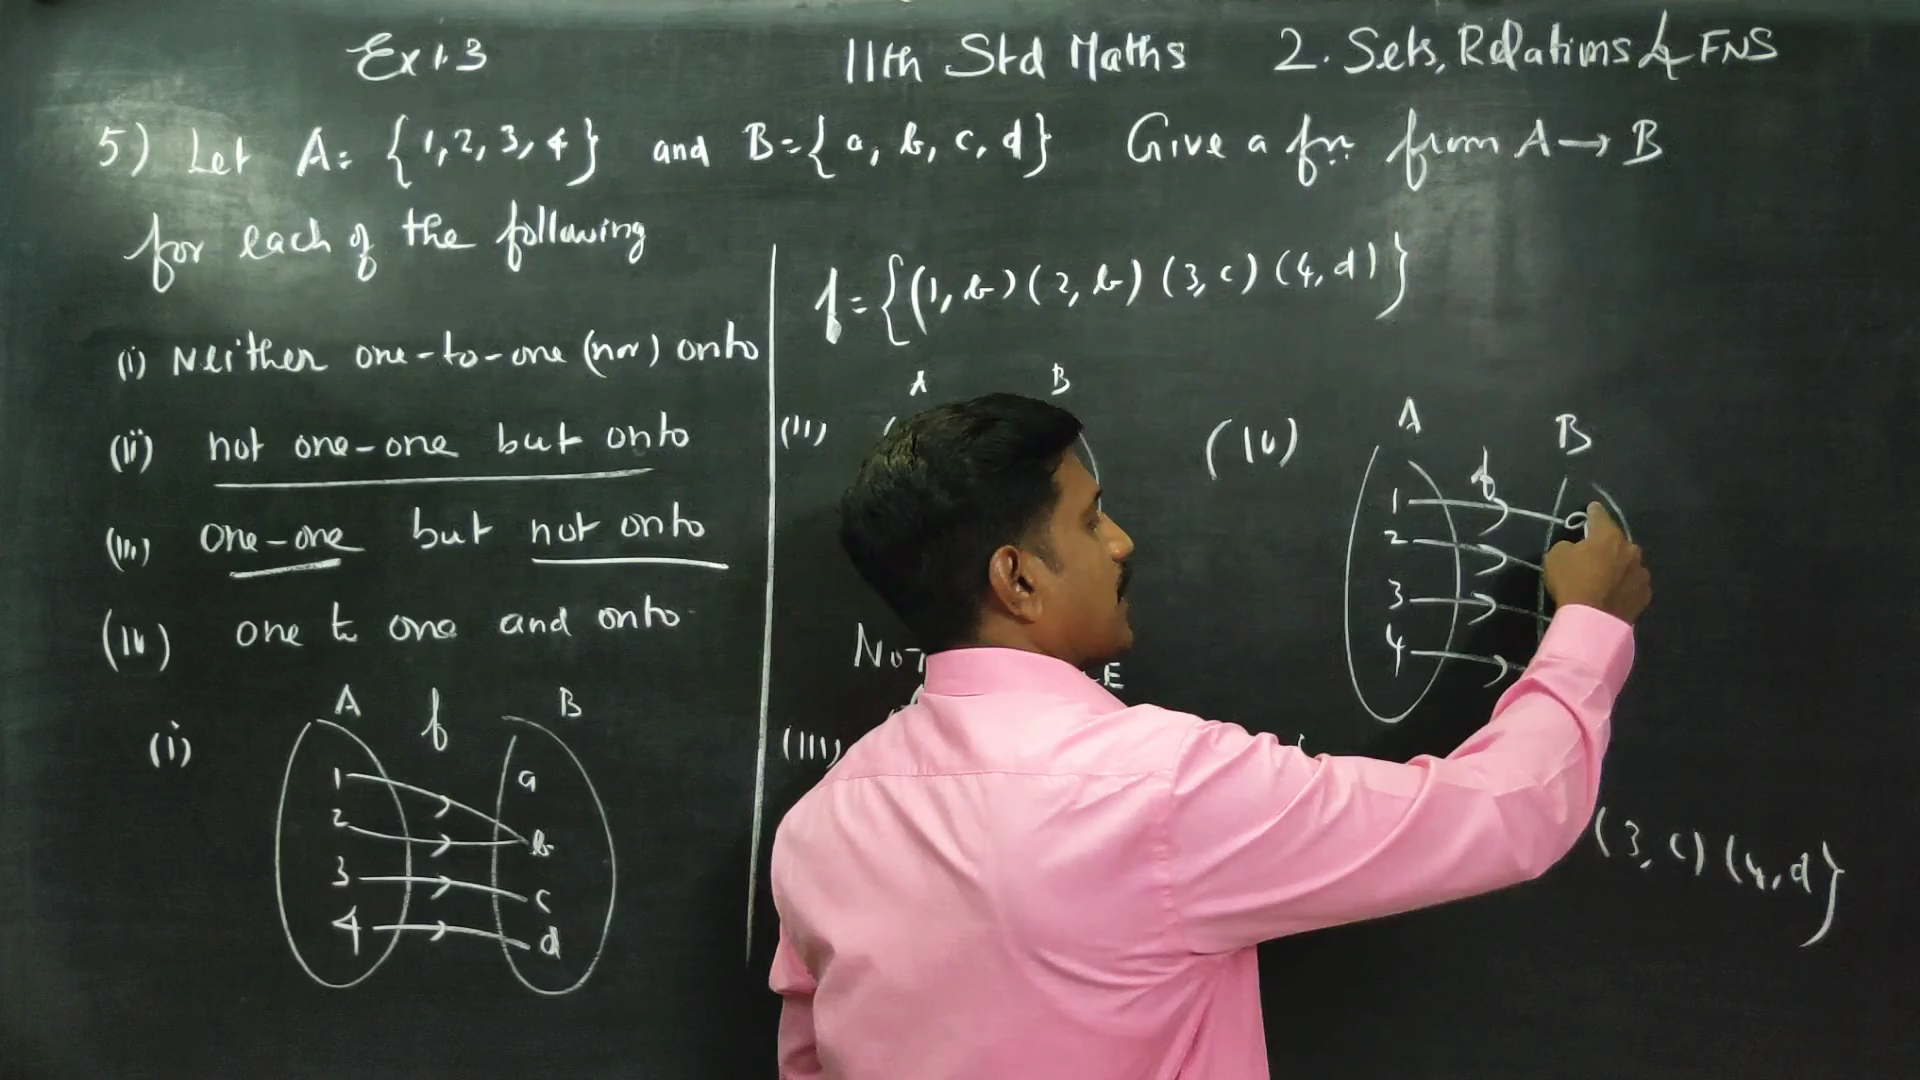 Ex 1.3 11th Std Maths 2. Sets, Relations & FNS
5) Let A = {1, 2, 3, 4} and B = {a, b, c, d} Give a fn. from A → B
for each of the following
(i) Neither one-to-one (nor) onto
(ii) not one-one but onto
(iii) one-one but not onto
(iv) one to one and onto
(i) A f B
1 a
2 b
3 c
4 d
f = {(1, b) (2, b) (3, c) (4, d)}
(ii) A B
(iii)
(iv) A f B
1 a
2
3
4
(3, c) (4, d)}